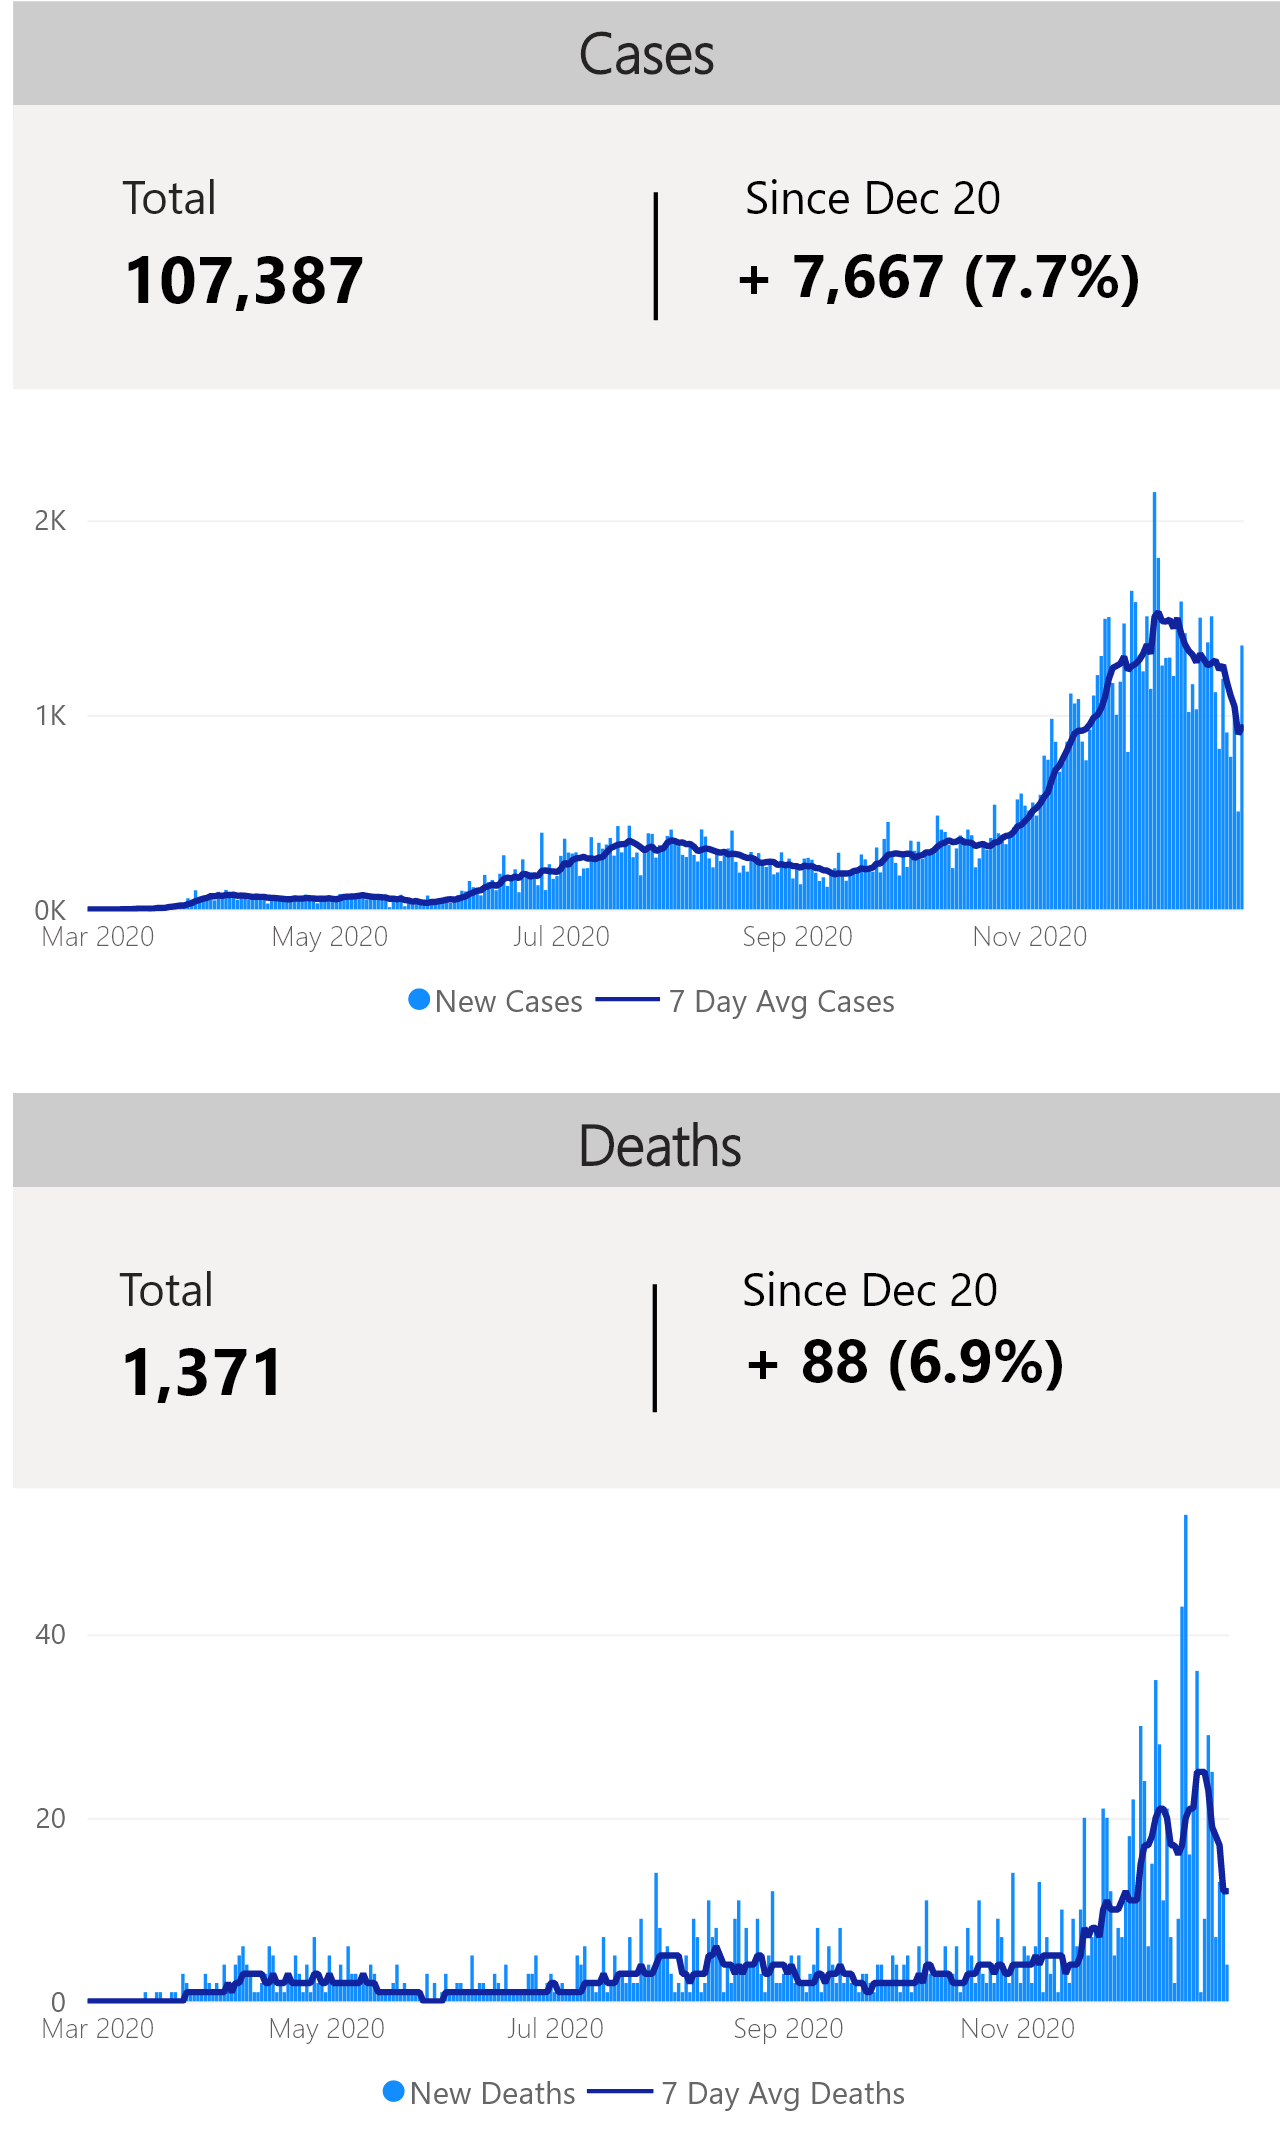 Cases
Total
Since Dec 20
107,387
+ 7,667 (7.7%)
2K
1K
0K
Mar 2020
May 2020
Jul 2020
Sep 2020
Nov 2020
New Cases
7 Day Avg Cases
Deaths
Total
Since Dec 20
1,371
+ 88 (6.9%)
40
20
0
Mar 2020
May 2020
Jul 2020
Sep 2020
Nov 2020
New Deaths
7 Day Avg Deaths